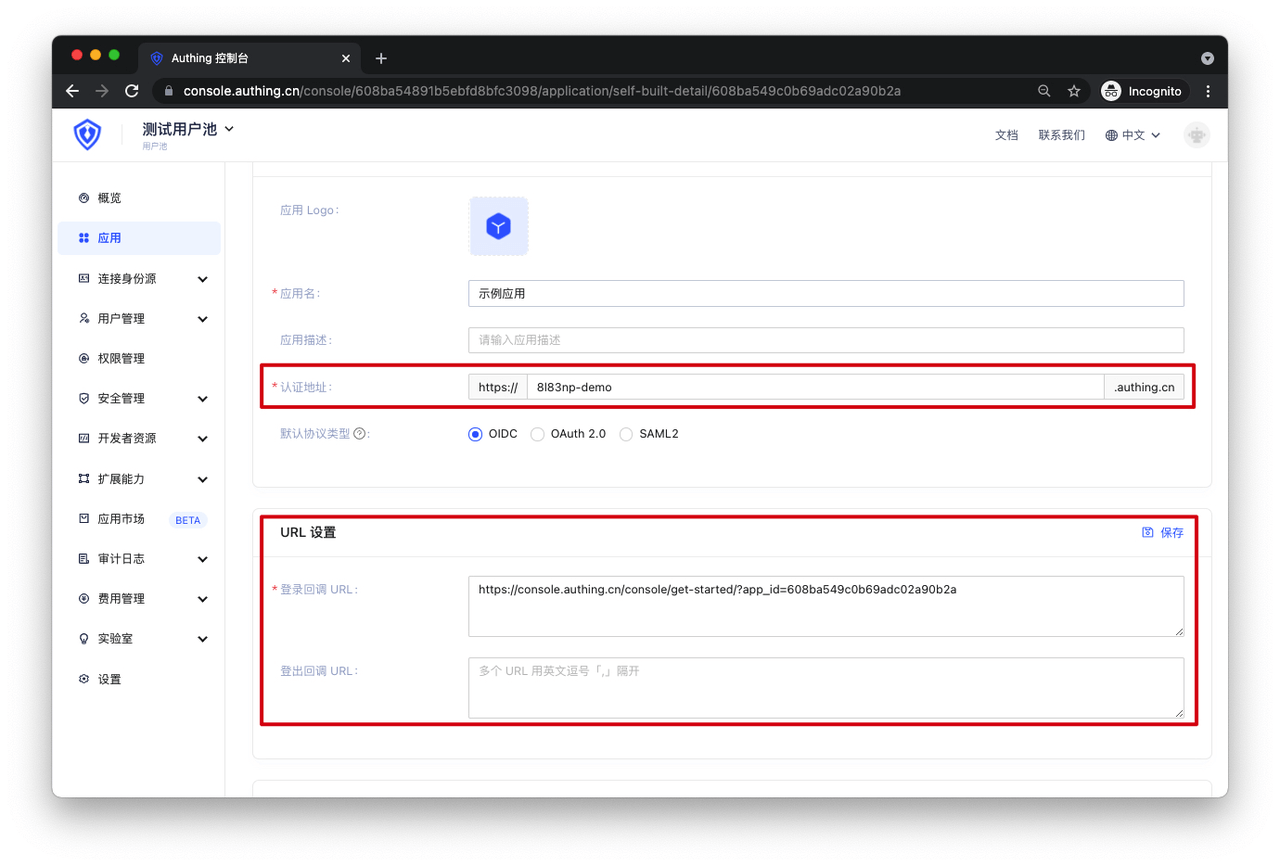 Authing 控制台
console.authing.cn/console/608ba54891b5ebfd8bfc3098/application/self-built-detail/608ba549c0b69adc02a90b2a
Incognito
测试用户池
用户池
文档 联系我们 中文
概览
应用
连接身份源
用户管理
权限管理
安全管理
开发者资源
扩展能力
应用市场 BETA
审计日志
费用管理
实验室
设置
应用 Logo:
* 应用名: 示例应用
应用描述: 请输入应用描述
* 认证地址: https:// 8l83np-demo .authing.cn
默认协议类型 ?: OIDC OAuth 2.0 SAML2
URL 设置 保存
* 登录回调 URL: https://console.authing.cn/console/get-started/?app_id=608ba549c0b69adc02a90b2a
登出回调 URL: 多个 URL 用英文逗号「,」隔开